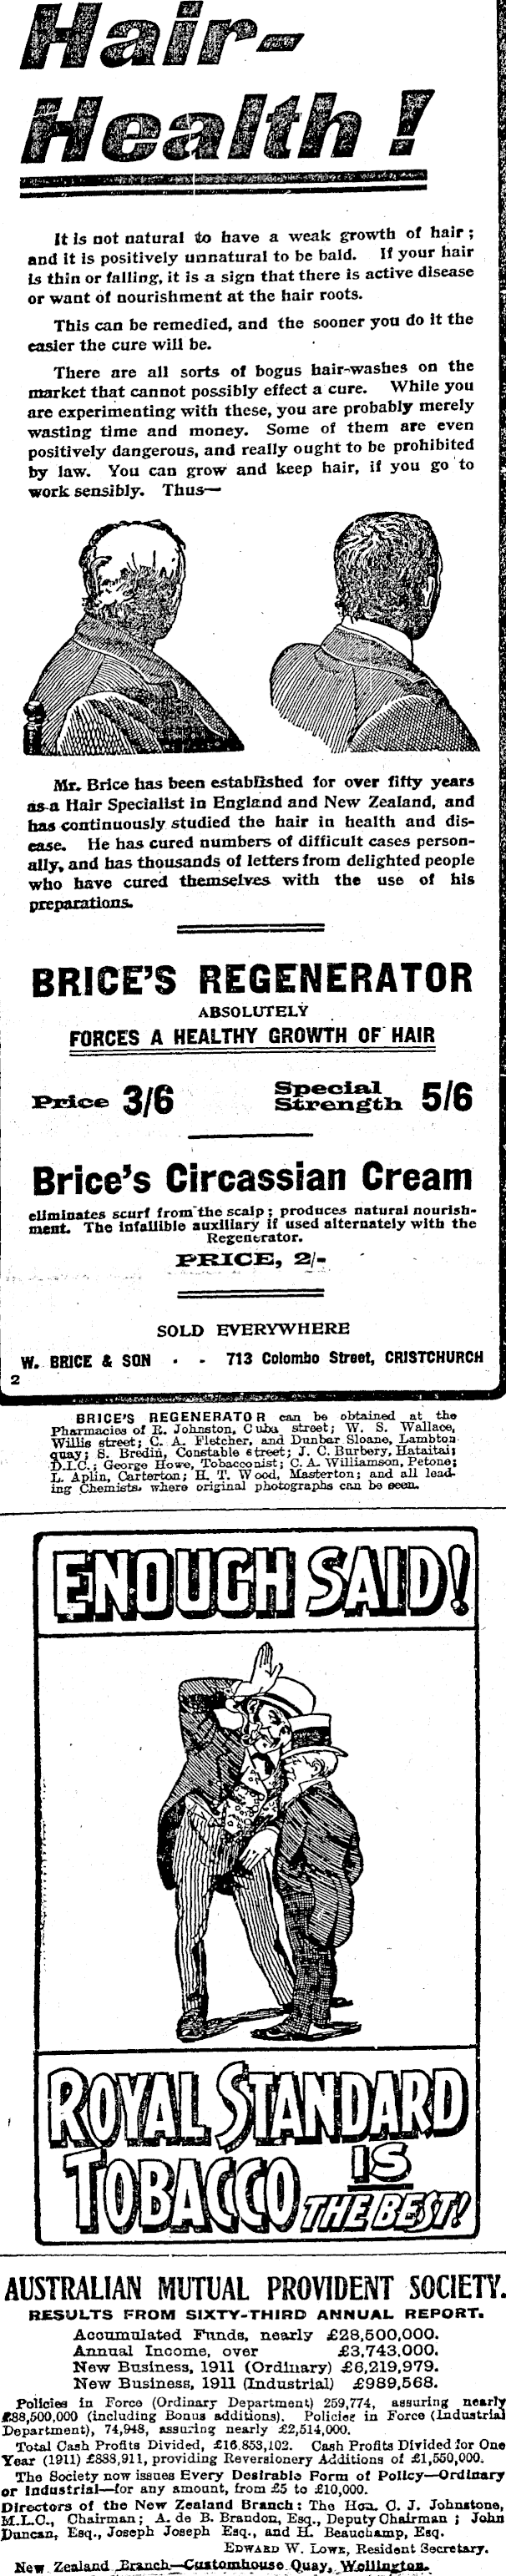 Hair-
Health!
It is not natural to have a weak growth of hair;
and it is positively unnatural to be bald. If your hair
is thin or falling, it is a sign that there is active disease
or want of nourishment at the hair roots.
This can be remedied, and the sooner you do it the
easier the cure will be.
There are all sorts of bogus hair-washes on the
market that cannot possibly effect a cure. While you
are experimenting with these, you are probably merely
wasting time and money. Some of them are even
positively dangerous, and really ought to be prohibited
by law. You can grow and keep hair, if you go to
work sensibly. Thus—
Mr. Brice has been established for over fifty years
as a Hair Specialist in England and New Zealand, and
has continuously studied the hair in health and dis-
ease. He has cured numbers of difficult cases person-
ally, and has thousands of letters from delighted people
who have cured themselves with the use of his
preparations.
BRICE'S REGENERATOR
ABSOLUTELY
FORCES A HEALTHY GROWTH OF HAIR
Price 3/6 Special Strength 5/6
Brice's Circassian Cream
eliminates scurf from the scalp; produces natural nourish-
ment. The infallible auxiliary if used alternately with the
Regenerator.
PRICE, 2/-
SOLD EVERYWHERE
W. BRICE & SON - - 713 Colombo Street, CRISTCHURCH
2
BRICE'S REGENERATOR can be obtained at the
Pharmacies of R. Johnston, Cuba street; W. S. Wallace,
Willis street; C. A. Fletcher, and Dunbar Sloane, Lambton
quay; S. Bredin, Constable street; J. C. Burbery, Hataitai;
D.I.C.; George Howe, Tobacconist; C. A. Williamson, Petone;
L. Aplin, Carterton; H. T. Wood, Masterton; and all lead-
ing Chemists, where original photographs can be seen.
ENOUGH SAID!
ROYAL STANDARD
TOBACCO IS
THE BEST!
AUSTRALIAN MUTUAL PROVIDENT SOCIETY.
RESULTS FROM SIXTY-THIRD ANNUAL REPORT.
Accumulated Funds, nearly £28,500,000.
Annual Income, over £3,743,000.
New Business, 1911 (Ordinary) £6,219,979.
New Business, 1911 (Industrial) £989,568.
Policies in Force (Ordinary Department) 259,774, assuring nearly
£88,500,000 (including Bonus additions). Policies in Force (Industrial
Department), 74,948, assuring nearly £2,514,000.
Total Cash Profits Divided, £16,853,102. Cash Profits Divided for One
Year (1911) £888,911, providing Reversionery Additions of £1,550,000.
The Society now issues Every Desirable Form of Policy—Ordinary
or Industrial—for any amount, from £5 to £10,000.
Directors of the New Zealand Branch: The Hon. C. J. Johnstone,
M.L.C., Chairman; A. de B. Brandon, Esq., Deputy Chairman; John
Duncan, Esq., Joseph Joseph Esq., and H. Beauchamp, Esq.
EDWARD W. LOWE, Resident Secretary.
New Zealand Branch—Customhouse Quay, Wellington.